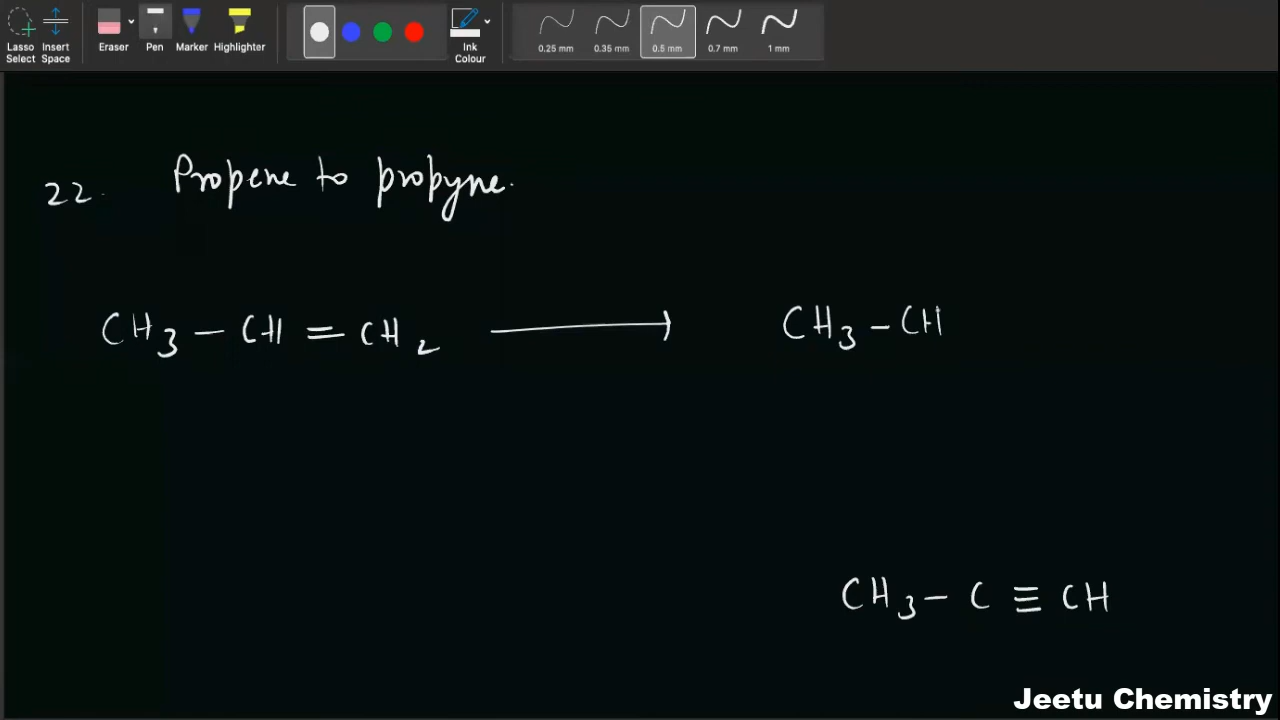 Lasso Select
Insert Space
Eraser
Pen
Marker
Highlighter
Ink Colour
0.25 mm
0.35 mm
0.5 mm
0.7 mm
1 mm
22. Propene to propyne.
CH3 – CH = CH2 ⟶ CH3 – CH
CH3 – C ≡ CH
Jeetu Chemistry